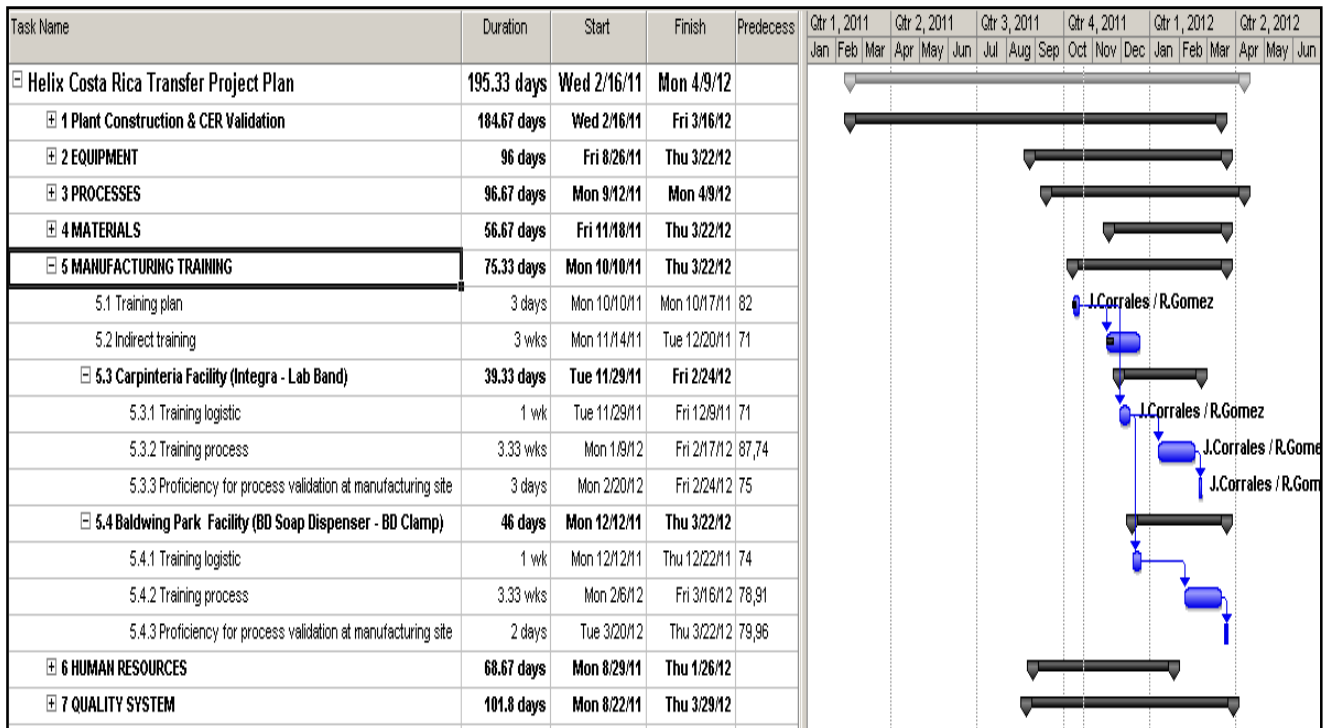 Task Name Duration Start Finish Predecess Qtr 1, 2011 Qtr 2, 2011 Qtr 3, 2011 Qtr 4, 2011 Qtr 1, 2012 Qtr 2, 2012
Jan Feb Mar Apr May Jun Jul Aug Sep Oct Nov Dec Jan Feb Mar Apr May Jun
Helix Costa Rica Transfer Project Plan 195.33 days Wed 2/16/11 Mon 4/9/12
1 Plant Construction & CER Validation 184.67 days Wed 2/16/11 Fri 3/16/12
2 EQUIPMENT 96 days Fri 8/26/11 Thu 3/22/12
3 PROCESSES 96.67 days Mon 9/12/11 Mon 4/9/12
4 MATERIALS 56.67 days Fri 11/18/11 Thu 3/22/12
5 MANUFACTURING TRAINING 75.33 days Mon 10/10/11 Thu 3/22/12
5.1 Training plan 3 days Mon 10/10/11 Mon 10/17/11 82 J.Corrales / R.Gomez
5.2 Indirect training 3 wks Mon 11/14/11 Tue 12/20/11 71
5.3 Carpinteria Facility (Integra - Lab Band) 39.33 days Tue 11/29/11 Fri 2/24/12
5.3.1 Training logistic 1 wk Tue 11/29/11 Fri 12/9/11 71 J.Corrales / R.Gomez
5.3.2 Training process 3.33 wks Mon 1/9/12 Fri 2/17/12 87,74 J.Corrales / R.Gome
5.3.3 Proficiency for process validation at manufacturing site 3 days Mon 2/20/12 Fri 2/24/12 75 J.Corrales / R.Gom
5.4 Baldwing Park Facility (BD Soap Dispenser - BD Clamp) 46 days Mon 12/12/11 Thu 3/22/12
5.4.1 Training logistic 1 wk Mon 12/12/11 Thu 12/22/11 74
5.4.2 Training process 3.33 wks Mon 2/6/12 Fri 3/16/12 78,91
5.4.3 Proficiency for process validation at manufacturing site 2 days Tue 3/20/12 Thu 3/22/12 79,96
6 HUMAN RESOURCES 68.67 days Mon 8/29/11 Thu 1/26/12
7 QUALITY SYSTEM 101.8 days Mon 8/22/11 Thu 3/29/12